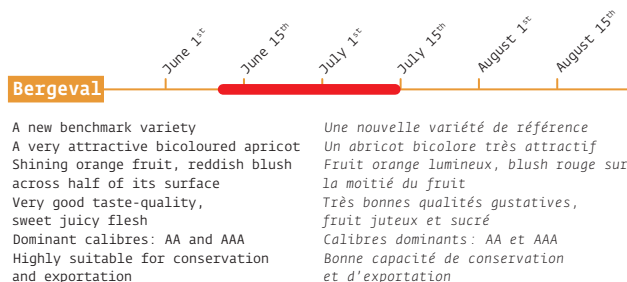 June 1st
June 15th
July 1st
July 15th
August 1st
August 15th
Bergeval
A new benchmark variety
A very attractive bicoloured apricot
Shining orange fruit, reddish blush
across half of its surface
Very good taste-quality,
sweet juicy flesh
Dominant calibres: AA and AAA
Highly suitable for conservation
and exportation
Une nouvelle variété de référence
Un abricot bicolore très attractif
Fruit orange lumineux, blush rouge sur
la moitié du fruit
Très bonnes qualités gustatives,
fruit juteux et sucré
Calibres dominants: AA et AAA
Bonne capacité de conservation
et d'exportation